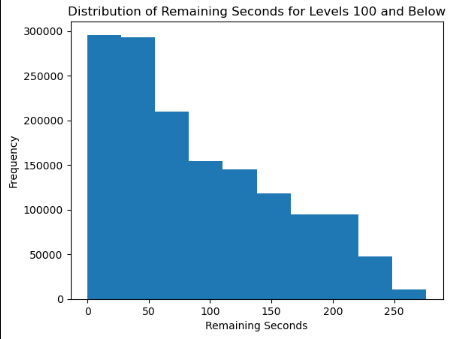 Distribution of Remaining Seconds for Levels 100 and Below
300000
250000
200000
150000
100000
50000
0
Frequency
0 50 100 150 200 250
Remaining Seconds